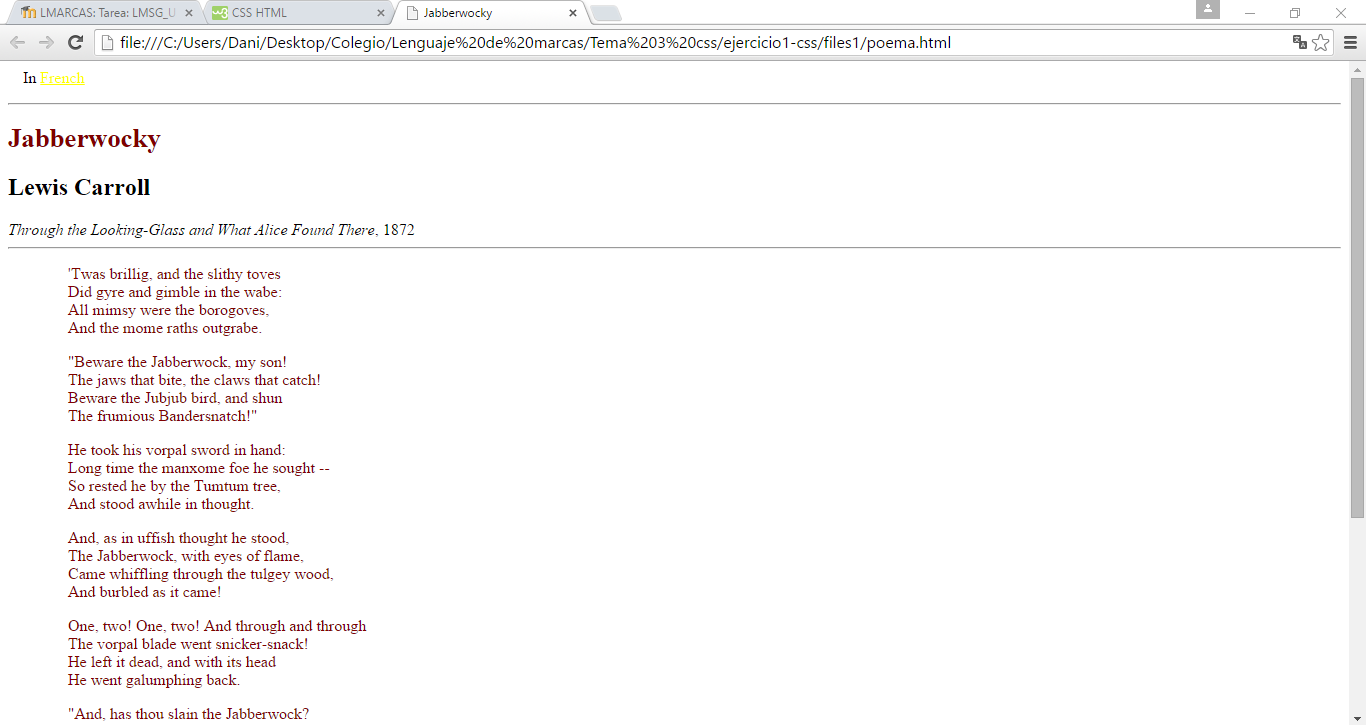 LMARCAS: Tarea: LMSG_U
CSS HTML
Jabberwocky
file:///C:/Users/Dani/Desktop/Colegio/Lenguaje%20de%20marcas/Tema%203%20css/ejercicio1-css/files1/poema.html
In French
Jabberwocky
Lewis Carroll
Through the Looking-Glass and What Alice Found There, 1872
'Twas brillig, and the slithy toves
Did gyre and gimble in the wabe:
All mimsy were the borogoves,
And the mome raths outgrabe.
"Beware the Jabberwock, my son!
The jaws that bite, the claws that catch!
Beware the Jubjub bird, and shun
The frumious Bandersnatch!"
He took his vorpal sword in hand:
Long time the manxome foe he sought --
So rested he by the Tumtum tree,
And stood awhile in thought.
And, as in uffish thought he stood,
The Jabberwock, with eyes of flame,
Came whiffling through the tulgey wood,
And burbled as it came!
One, two! One, two! And through and through
The vorpal blade went snicker-snack!
He left it dead, and with its head
He went galumphing back.
"And, has thou slain the Jabberwock?